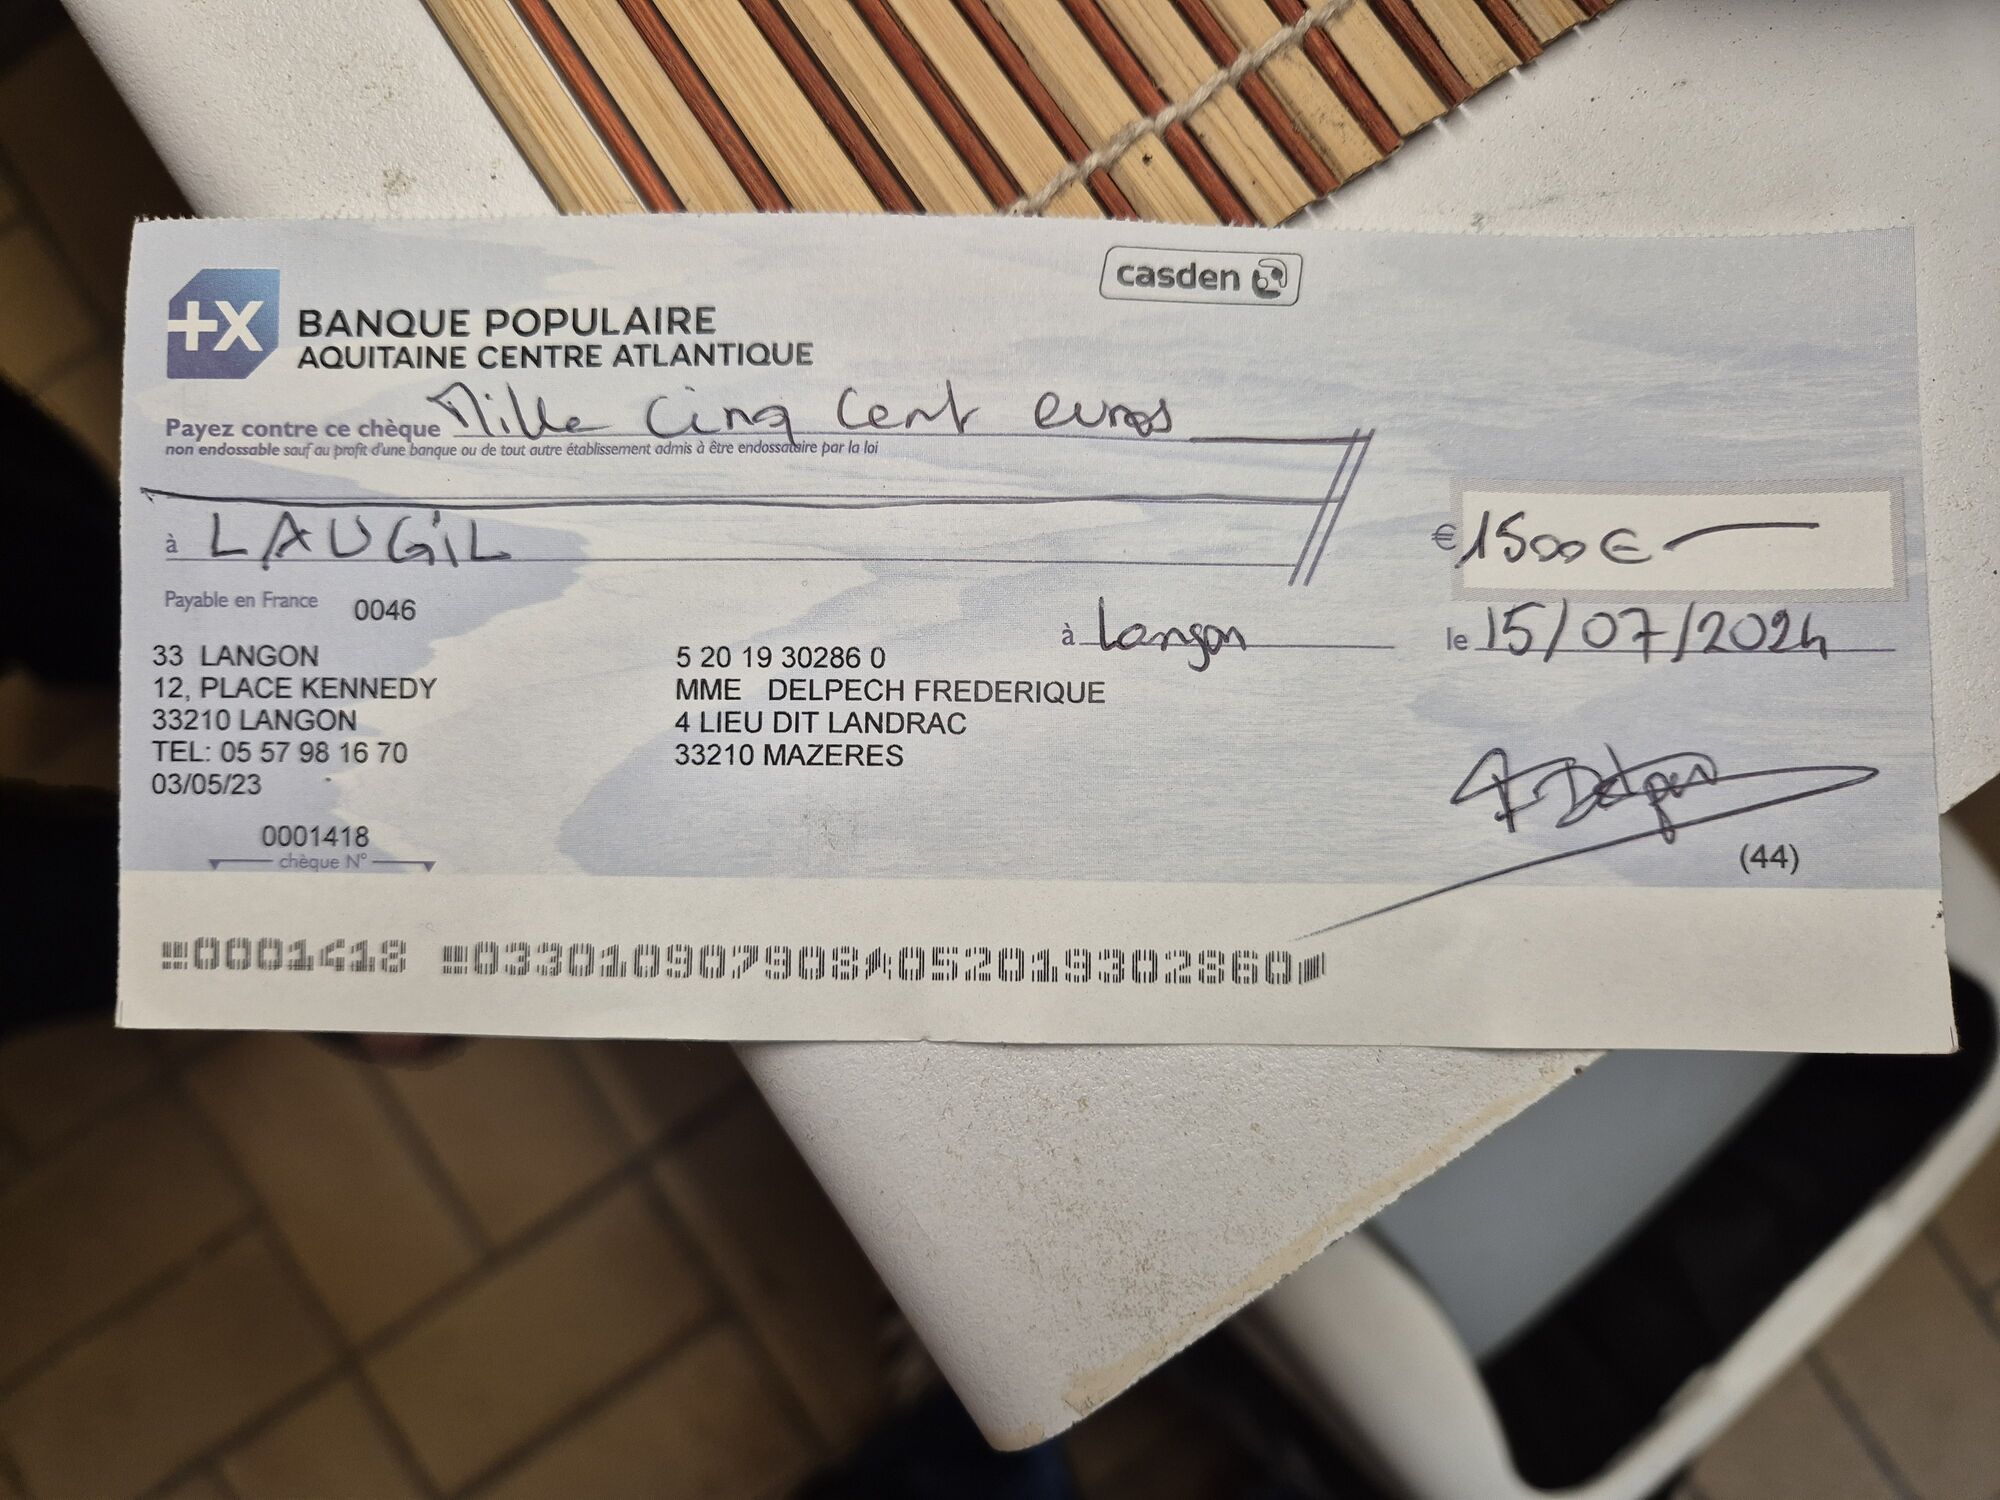 casden
+X BANQUE POPULAIRE
AQUITAINE CENTRE ATLANTIQUE
Payez contre ce chèque Mille Cinq Cent euros
non endossable sauf au profit d'une banque ou de tout autre établissement admis à être endossataire par la loi
€ 1500 €
à LAUGIL
Payable en France 0046
à Langon le 15/07/2024
33 LANGON
12, PLACE KENNEDY
33210 LANGON
TEL: 05 57 98 16 70
03/05/23
5 20 19 30286 0
MME DELPECH FREDERIQUE
4 LIEU DIT LANDRAC
33210 MAZERES
F Delpech
(44)
0001418
chèque N°
0001418 033010907908 052019302860